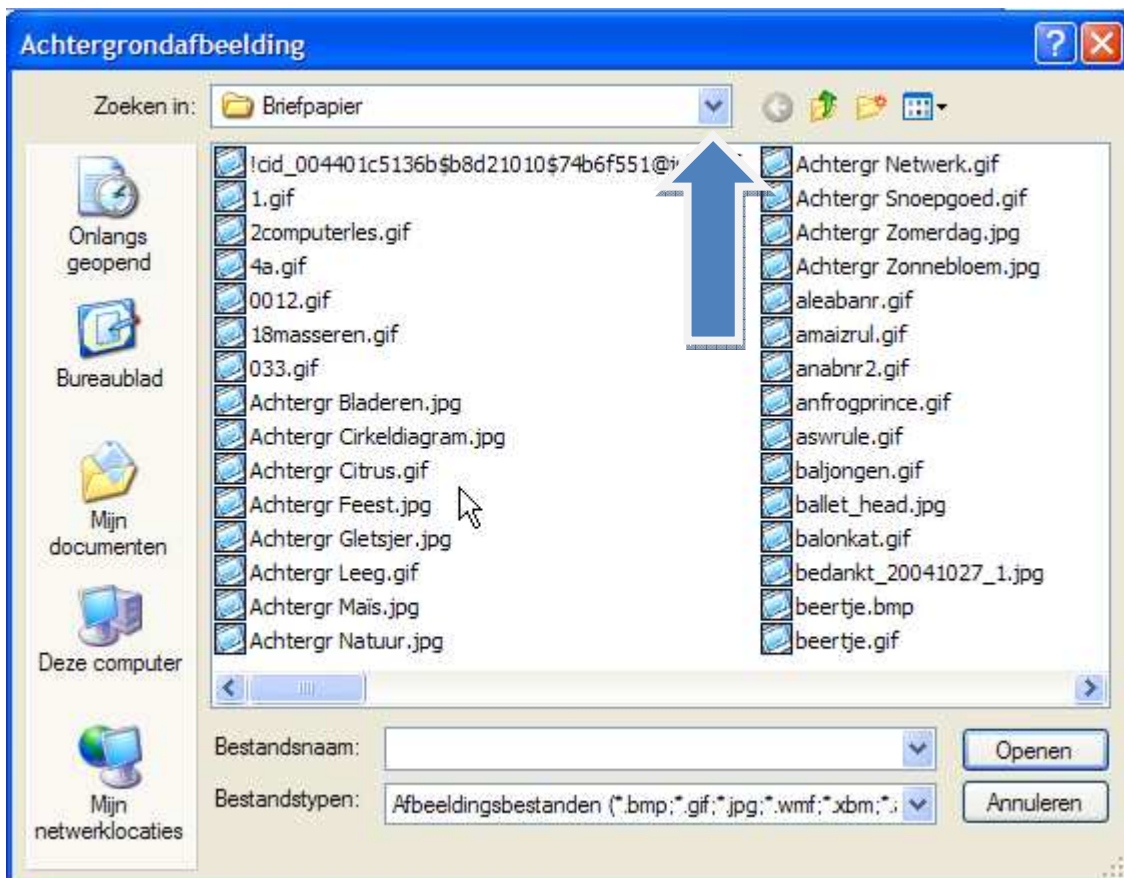 Achtergrondafbeelding
Zoeken in:
Briefpapier
Onlangs
geopend
Bureaublad
Mijn
documenten
Deze computer
Mijn
netwerklocaties
!cid_004401c5136b$b8d21010$74b6f551@
1.gif
2computerles.gif
4a.gif
0012.gif
18masseren.gif
033.gif
Achtergr Bladeren.jpg
Achtergr Cirkeldiagram.jpg
Achtergr Citrus.gif
Achtergr Feest.jpg
Achtergr Gletsjer.jpg
Achtergr Leeg.gif
Achtergr Maïs.jpg
Achtergr Natuur.jpg
Achtergr Netwerk.gif
Achtergr Snoepgoed.gif
Achtergr Zomerdag.jpg
Achtergr Zonnebloem.jpg
aleabanr.gif
amaizrul.gif
anabnr2.gif
anfrogprince.gif
aswrule.gif
baljongen.gif
ballet_head.jpg
balonkat.gif
bedankt_20041027_1.jpg
beertje.bmp
beertje.gif
Bestandsnaam:
Openen
Bestandstypen:
Afbeeldingsbestanden (*.bmp;*.gif;*.jpg;*.wmf;*.xbm;*.
Annuleren